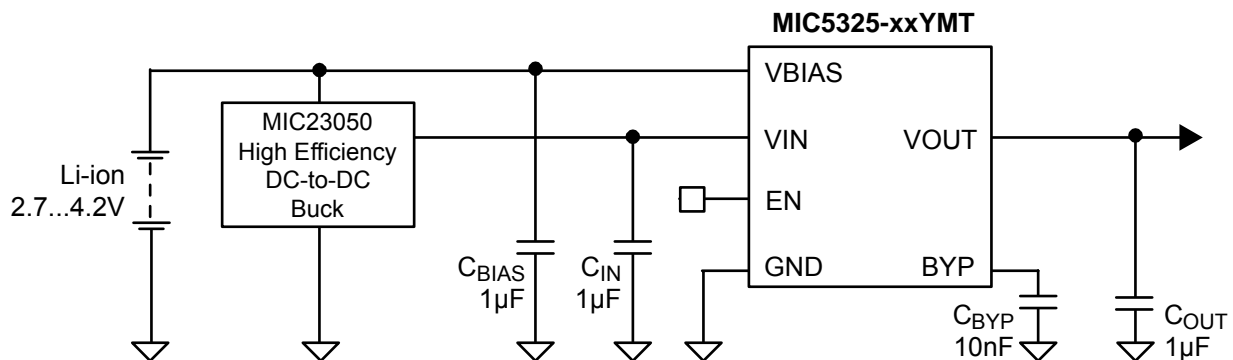 MIC5325-xxYMT
VBIAS
MIC23050
High Efficiency
DC-to-DC
Buck
VIN
VOUT
Li-ion
2.7...4.2V
EN
GND
BYP
CBIAS
1µF
CIN
1µF
CBYP
10nF
COUT
1µF